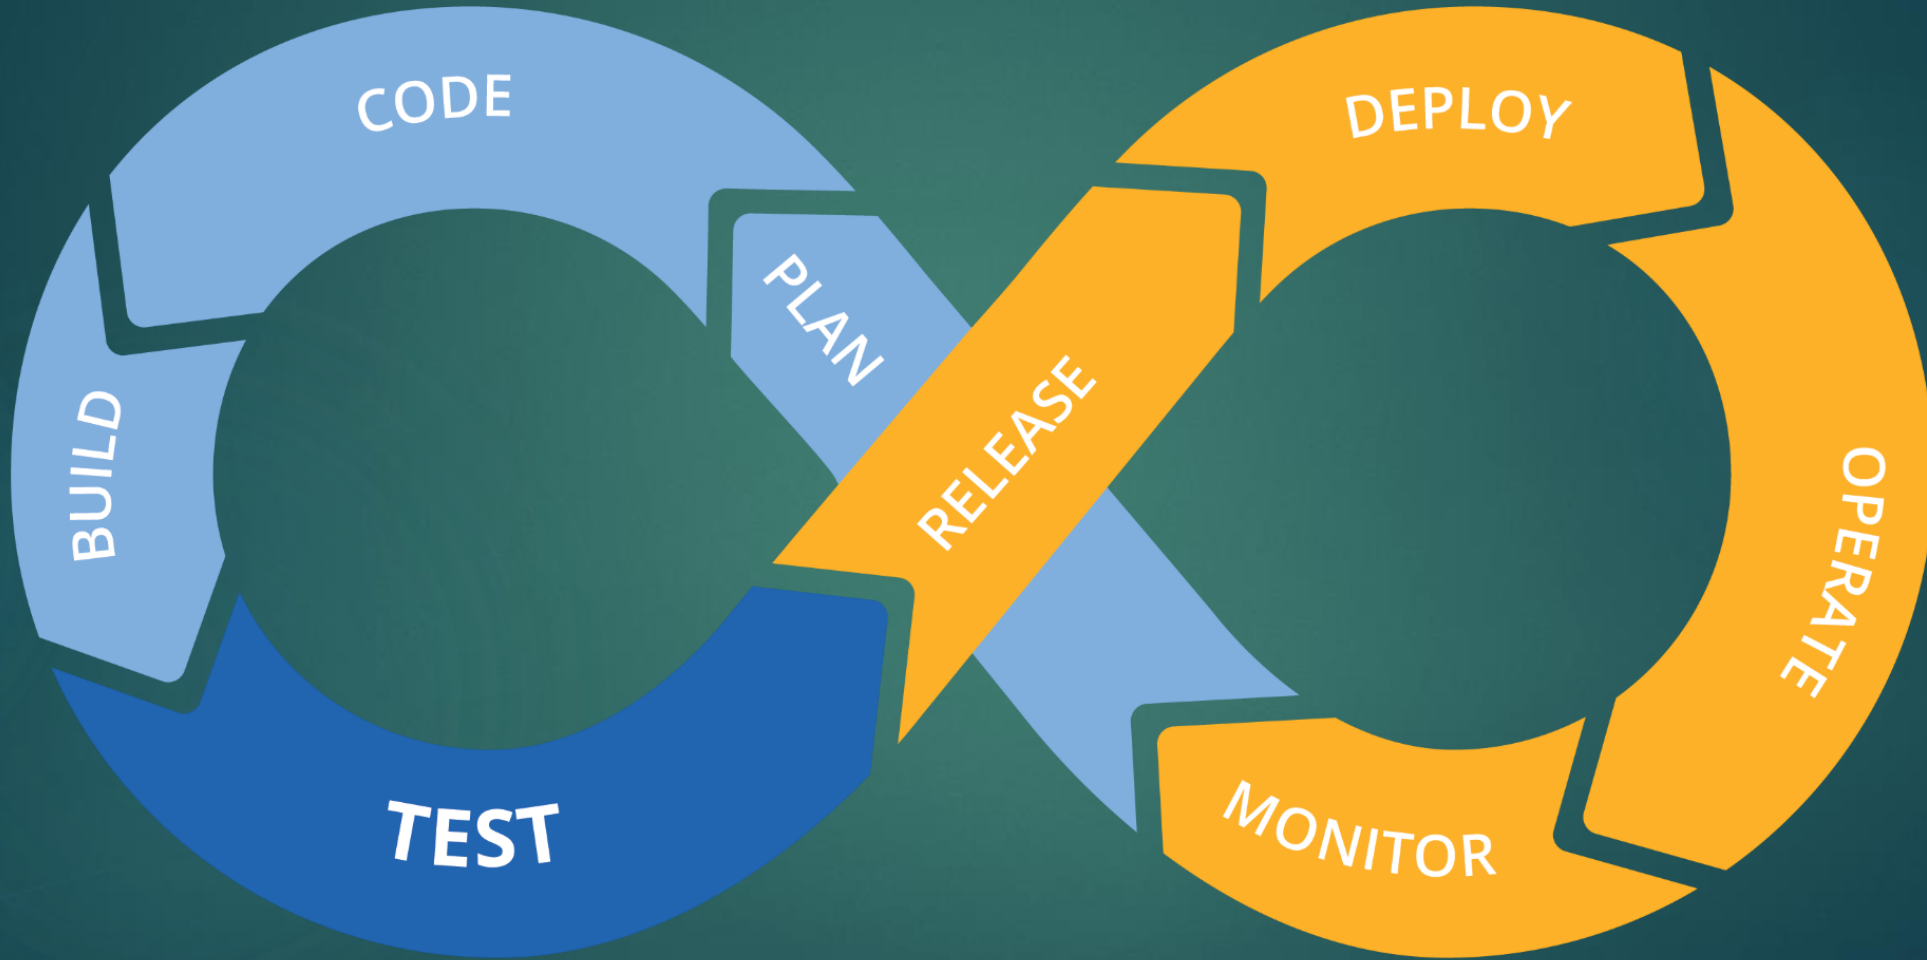 CODE
DEPLOY
PLAN
RELEASE
BUILD
OPERATE
TEST
MONITOR